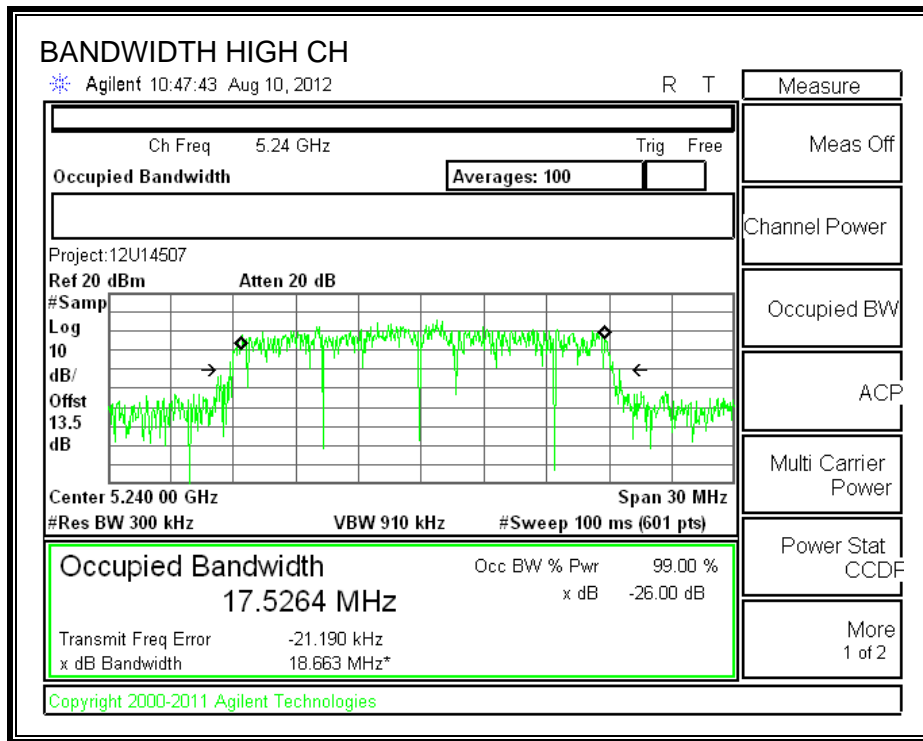 BANDWIDTH HIGH CH
Agilent 10:47:43 Aug 10, 2012 R T
Measure
Ch Freq 5.24 GHz Trig Free
Meas Off
Occupied Bandwidth Averages: 100
Channel Power
Project:12U14507
Ref 20 dBm Atten 20 dB
#Samp
Log
10
dB/
Offst
13.5
dB
Occupied BW
ACP
Multi Carrier
Power
Center 5.240 00 GHz Span 30 MHz
#Res BW 300 kHz VBW 910 kHz #Sweep 100 ms (601 pts)
Power Stat
CCDF
Occupied Bandwidth Occ BW % Pwr 99.00 %
17.5264 MHz x dB -26.00 dB
Transmit Freq Error -21.190 kHz
x dB Bandwidth 18.663 MHz*
More
1 of 2
Copyright 2000-2011 Agilent Technologies